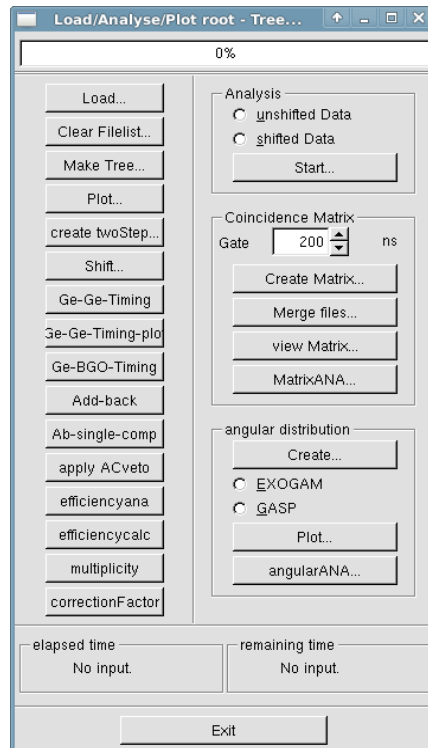 Load/Analyse/Plot root - Tree...
0%
Load...
Clear Filelist...
Make Tree...
Plot...
create twoStep...
Shift...
Ge-Ge-Timing
Ge-Ge-Timing-plot
Ge-BGO-Timing
Add-back
Ab-single-comp
apply ACveto
efficiencyana
efficiencycalc
multiplicity
correctionFactor
Analysis
unshifted Data
shifted Data
Start...
Coincidence Matrix
Gate 200 ns
Create Matrix...
Merge files...
view Matrix...
MatrixANA...
angular distribution
Create...
EXOGAM
GASP
Plot...
angularANA...
elapsed time
No input.
remaining time
No input.
Exit